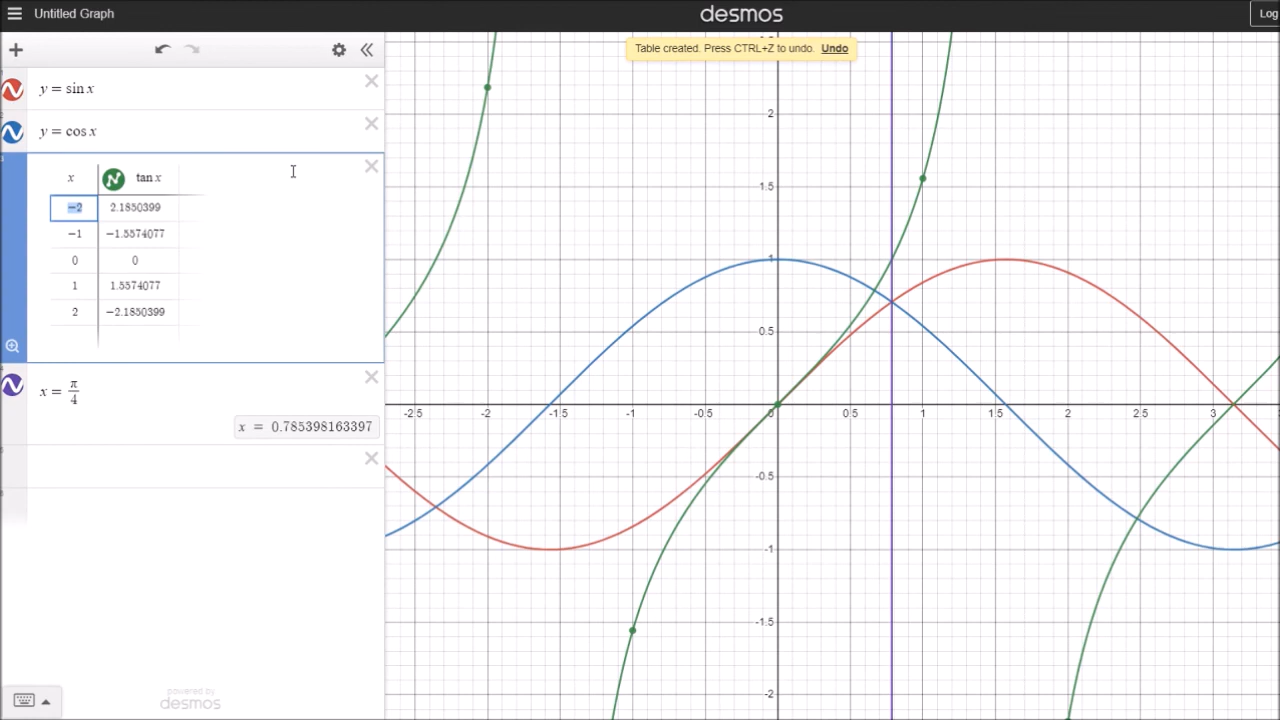 Untitled Graph
desmos
Log
Table created. Press CTRL+Z to undo. Undo
y = sin x
y = cos x
x tan x
−2 2.1850399
−1 −1.5574077
0 0
1 1.5574077
2 −2.1850399
x = π/4
x = 0.785398163397
powered by
desmos
2
1.5
1
0.5
-2.5 -2 -1.5 -1 -0.5 0 0.5 1 1.5 2 2.5 3
-0.5
-1
-1.5
-2